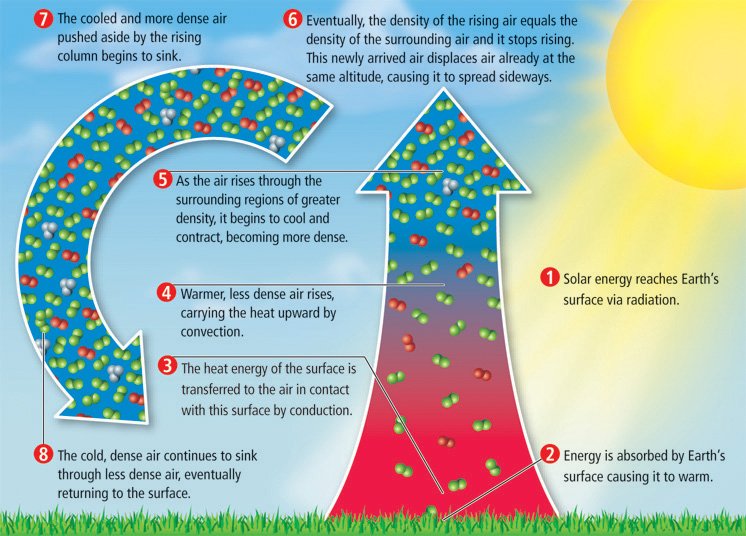 7 The cooled and more dense air
pushed aside by the rising
column begins to sink.
6 Eventually, the density of the rising air equals the
density of the surrounding air and it stops rising.
This newly arrived air displaces air already at the
same altitude, causing it to spread sideways.
5 As the air rises through the
surrounding regions of greater
density, it begins to cool and
contract, becoming more dense.
1 Solar energy reaches Earth's
surface via radiation.
4 Warmer, less dense air rises,
carrying the heat upward by
convection.
3 The heat energy of the surface is
transferred to the air in contact
with this surface by conduction.
8 The cold, dense air continues to sink
through less dense air, eventually
returning to the surface.
2 Energy is absorbed by Earth's
surface causing it to warm.